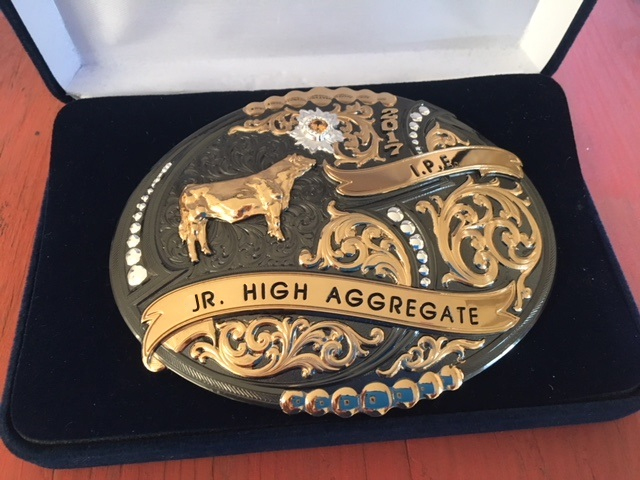 2017
I.P.E.
JR. HIGH AGGREGATE